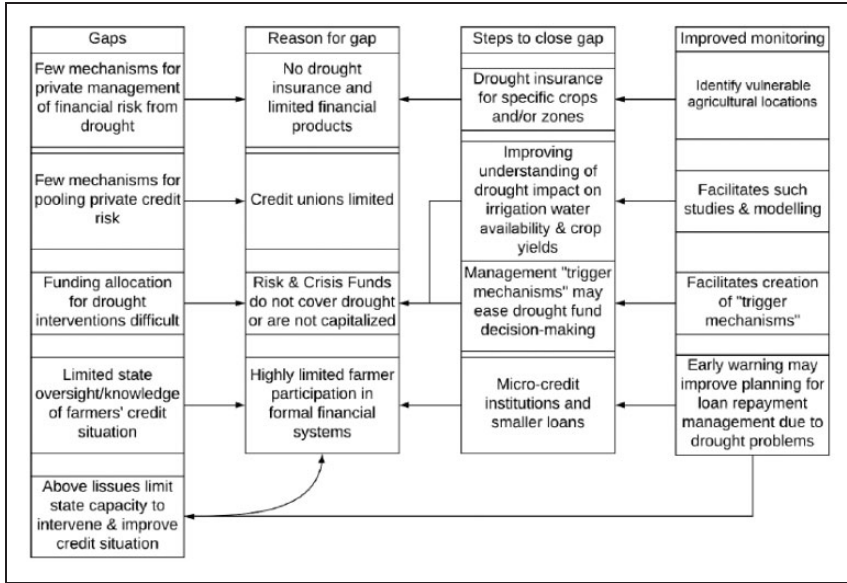 Gaps
Few mechanisms for
private management
of financial risk from
drought
Few mechanisms for
pooling private credit
risk
Funding allocation
for drought
interventions difficult
Limited state
oversight/knowledge
of farmers' credit
situation
Above lissues limit
state capacity to
intervene & improve
credit situation
Reason for gap
No drought
insurance and
limited financial
products
Credit unions limited
Risk & Crisis Funds
do not cover drought
or are not capitalized
Highly limited farmer
participation in
formal financial
systems
Steps to close gap
Drought insurance
for specific crops
and/or zones
Improving
understanding of
drought impact on
irrigation water
availability & crop
yields
Management "trigger
mechanisms" may
ease drought fund
decision-making
Micro-credit
institutions and
smaller loans
Improved monitoring
Identify vulnerable
agricultural locations
Facilitates such
studies & modelling
Facilitates creation
of "trigger
mechanisms"
Early warning may
improve planning for
loan repayment
management due to
drought problems